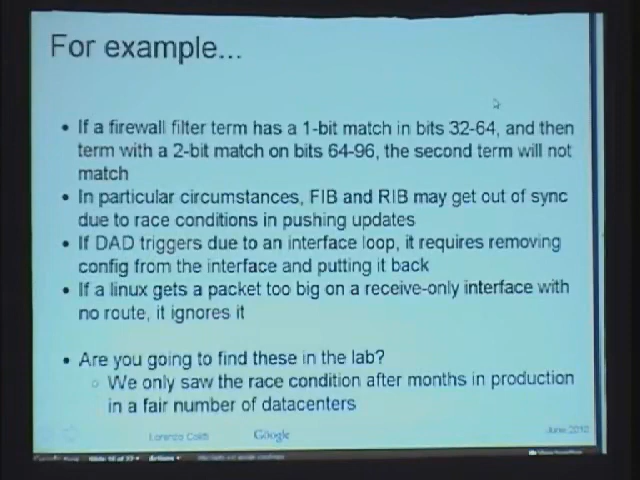 For example...
• If a firewall filter term has a 1-bit match in bits 32-64, and then
term with a 2-bit match on bits 64-96, the second term will not
match
• In particular circumstances, FIB and RIB may get out of sync
due to race conditions in pushing updates
• If DAD triggers due to an interface loop, it requires removing
config from the interface and putting it back
• If a linux gets a packet too big on a receive-only interface with
no route, it ignores it
• Are you going to find these in the lab?
○ We only saw the race condition after months in production
in a fair number of datacenters
Lorenzo Colitti Google June 2012